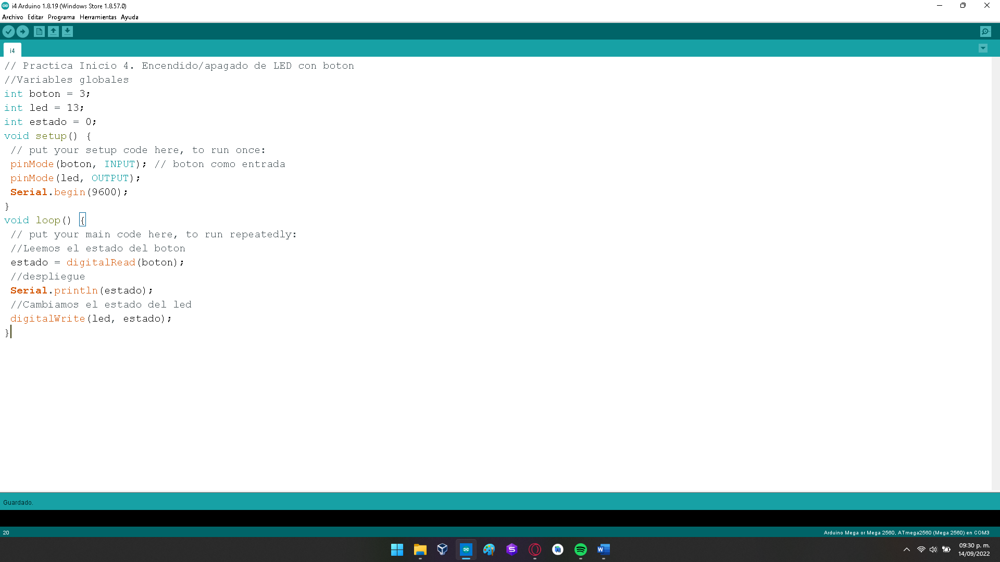 i4 Arduino 1.8.19 (Windows Store 1.8.57.0)
Archivo Editar Programa Herramientas Ayuda
i4
// Practica Inicio 4. Encendido/apagado de LED con boton
//Variables globales
int boton = 3;
int led = 13;
int estado = 0;
void setup() {
// put your setup code here, to run once:
pinMode(boton, INPUT); // boton como entrada
pinMode(led, OUTPUT);
Serial.begin(9600);
}
void loop() {
// put your main code here, to run repeatedly:
//Leemos el estado del boton
estado = digitalRead(boton);
//despliegue
Serial.println(estado);
//Cambiamos el estado del led
digitalWrite(led, estado);
}
Guardado.
20
Arduino Mega or Mega 2560, ATmega2560 (Mega 2560) en COM3
09:30 p. m.
14/09/2022